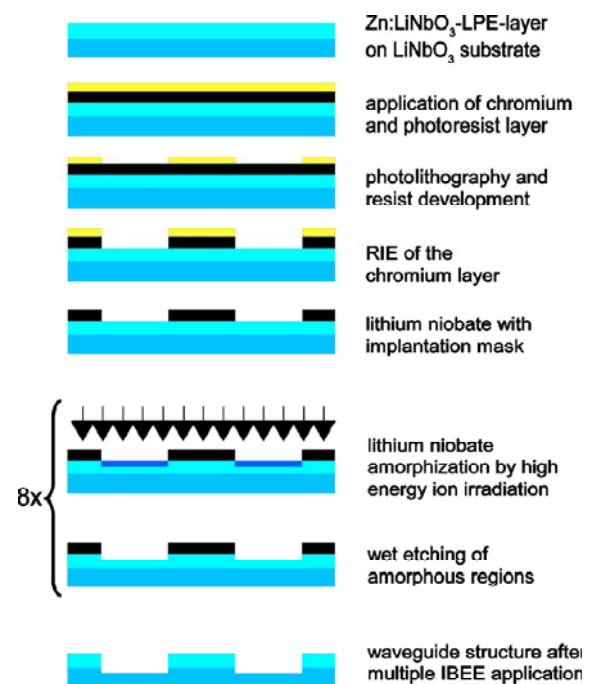 Zn:LiNbO₃-LPE-layer
on LiNbO₃ substrate
application of chromium
and photoresist layer
photolithography and
resist development
RIE of the
chromium layer
lithium niobate with
implantation mask
8x
lithium niobate
amorphization by high
energy ion irradiation
wet etching of
amorphous regions
waveguide structure after
multiple IBEE application